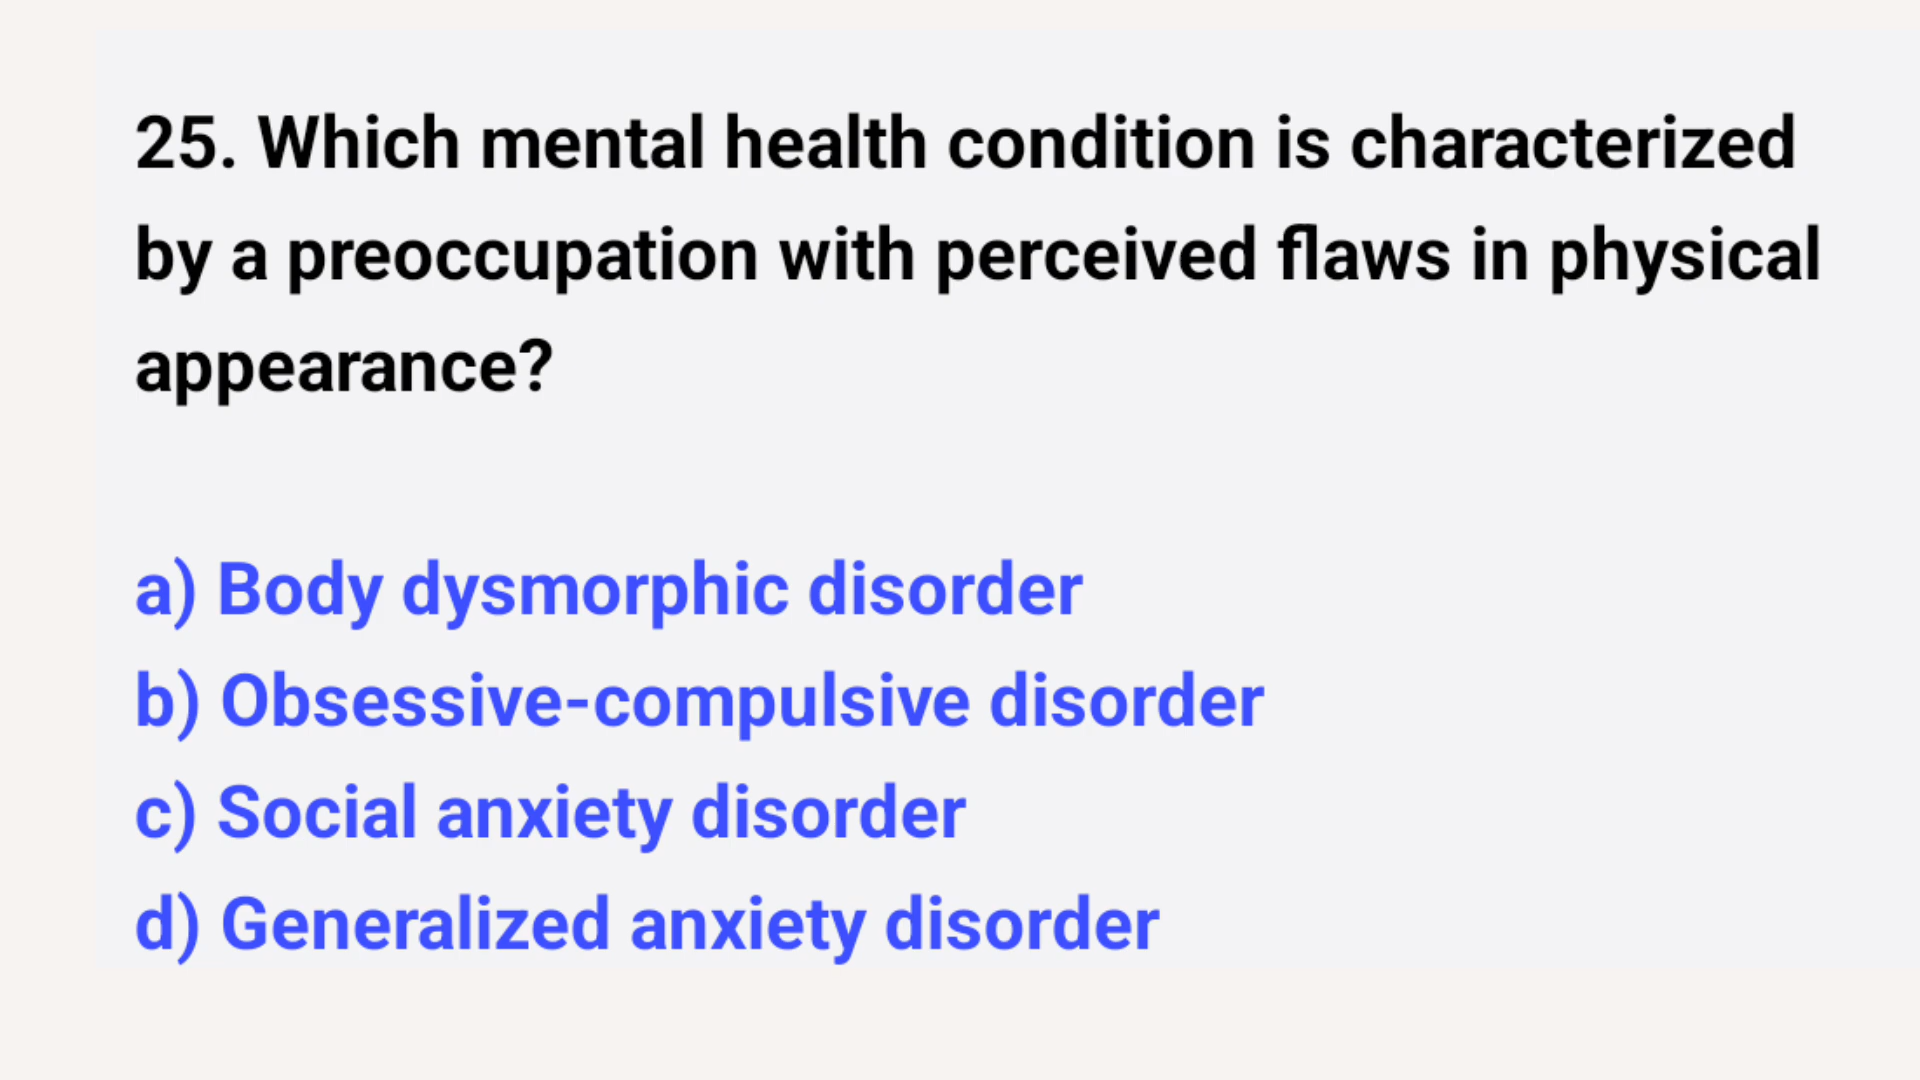 25. Which mental health condition is characterized
by a preoccupation with perceived flaws in physical
appearance?
a) Body dysmorphic disorder
b) Obsessive-compulsive disorder
c) Social anxiety disorder
d) Generalized anxiety disorder